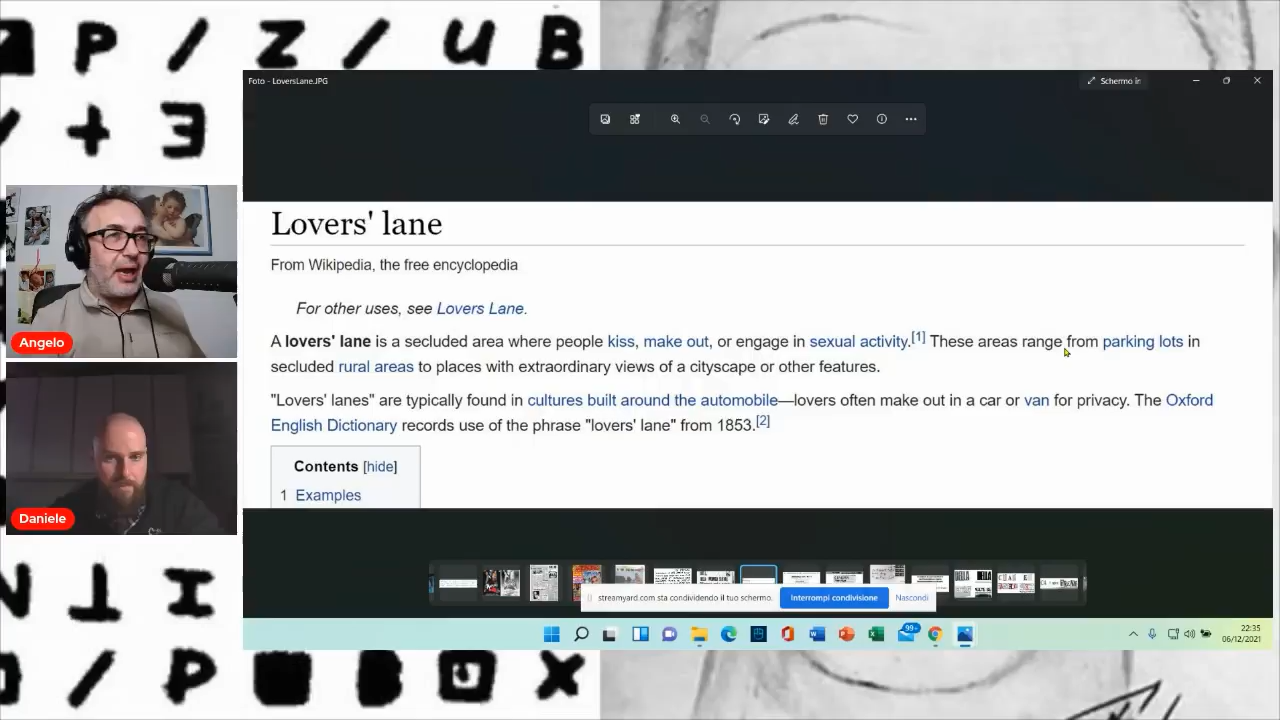 P / Z / U B
+ 3
Foto - LoversLane.JPG
Schermo in
Lovers' lane
From Wikipedia, the free encyclopedia
For other uses, see Lovers Lane.
A lovers' lane is a secluded area where people kiss, make out, or engage in sexual activity.[1] These areas range from parking lots in
secluded rural areas to places with extraordinary views of a cityscape or other features.
"Lovers' lanes" are typically found in cultures built around the automobile—lovers often make out in a car or van for privacy. The Oxford
English Dictionary records use of the phrase "lovers' lane" from 1853.[2]
Contents [hide]
1 Examples
Angelo
Daniele
streamyard.com sta condividendo il tuo schermo.
Interrompi condivisione
Nascondi
99+
22:35
06/12/2021
N ⊥ I
/ P